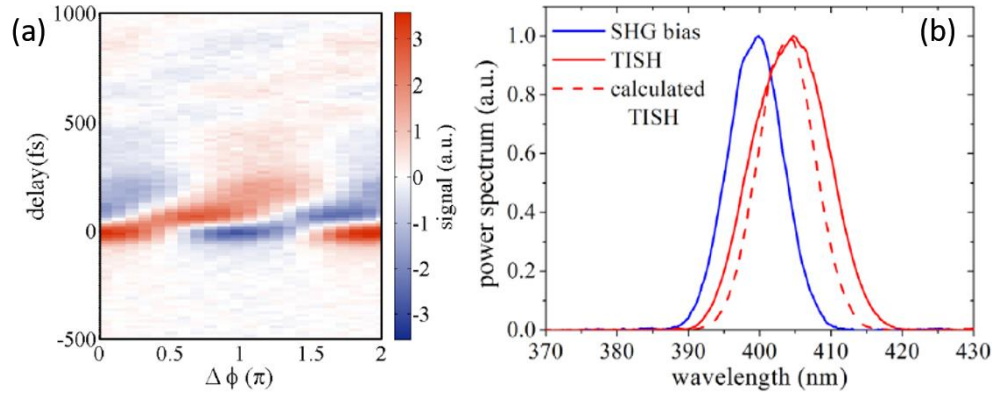 (a)
1000
500
0
-500
delay(fs)
0
0.5
1
1.5
2
Δ ϕ (π)
3
2
1
0
-1
-2
-3
signal (a.u.)
(b)
SHG bias
TISH
calculated
TISH
1.0
0.8
0.6
0.4
0.2
0.0
power spectrum (a.u.)
370
390
400
410
420
430
wavelength (nm)